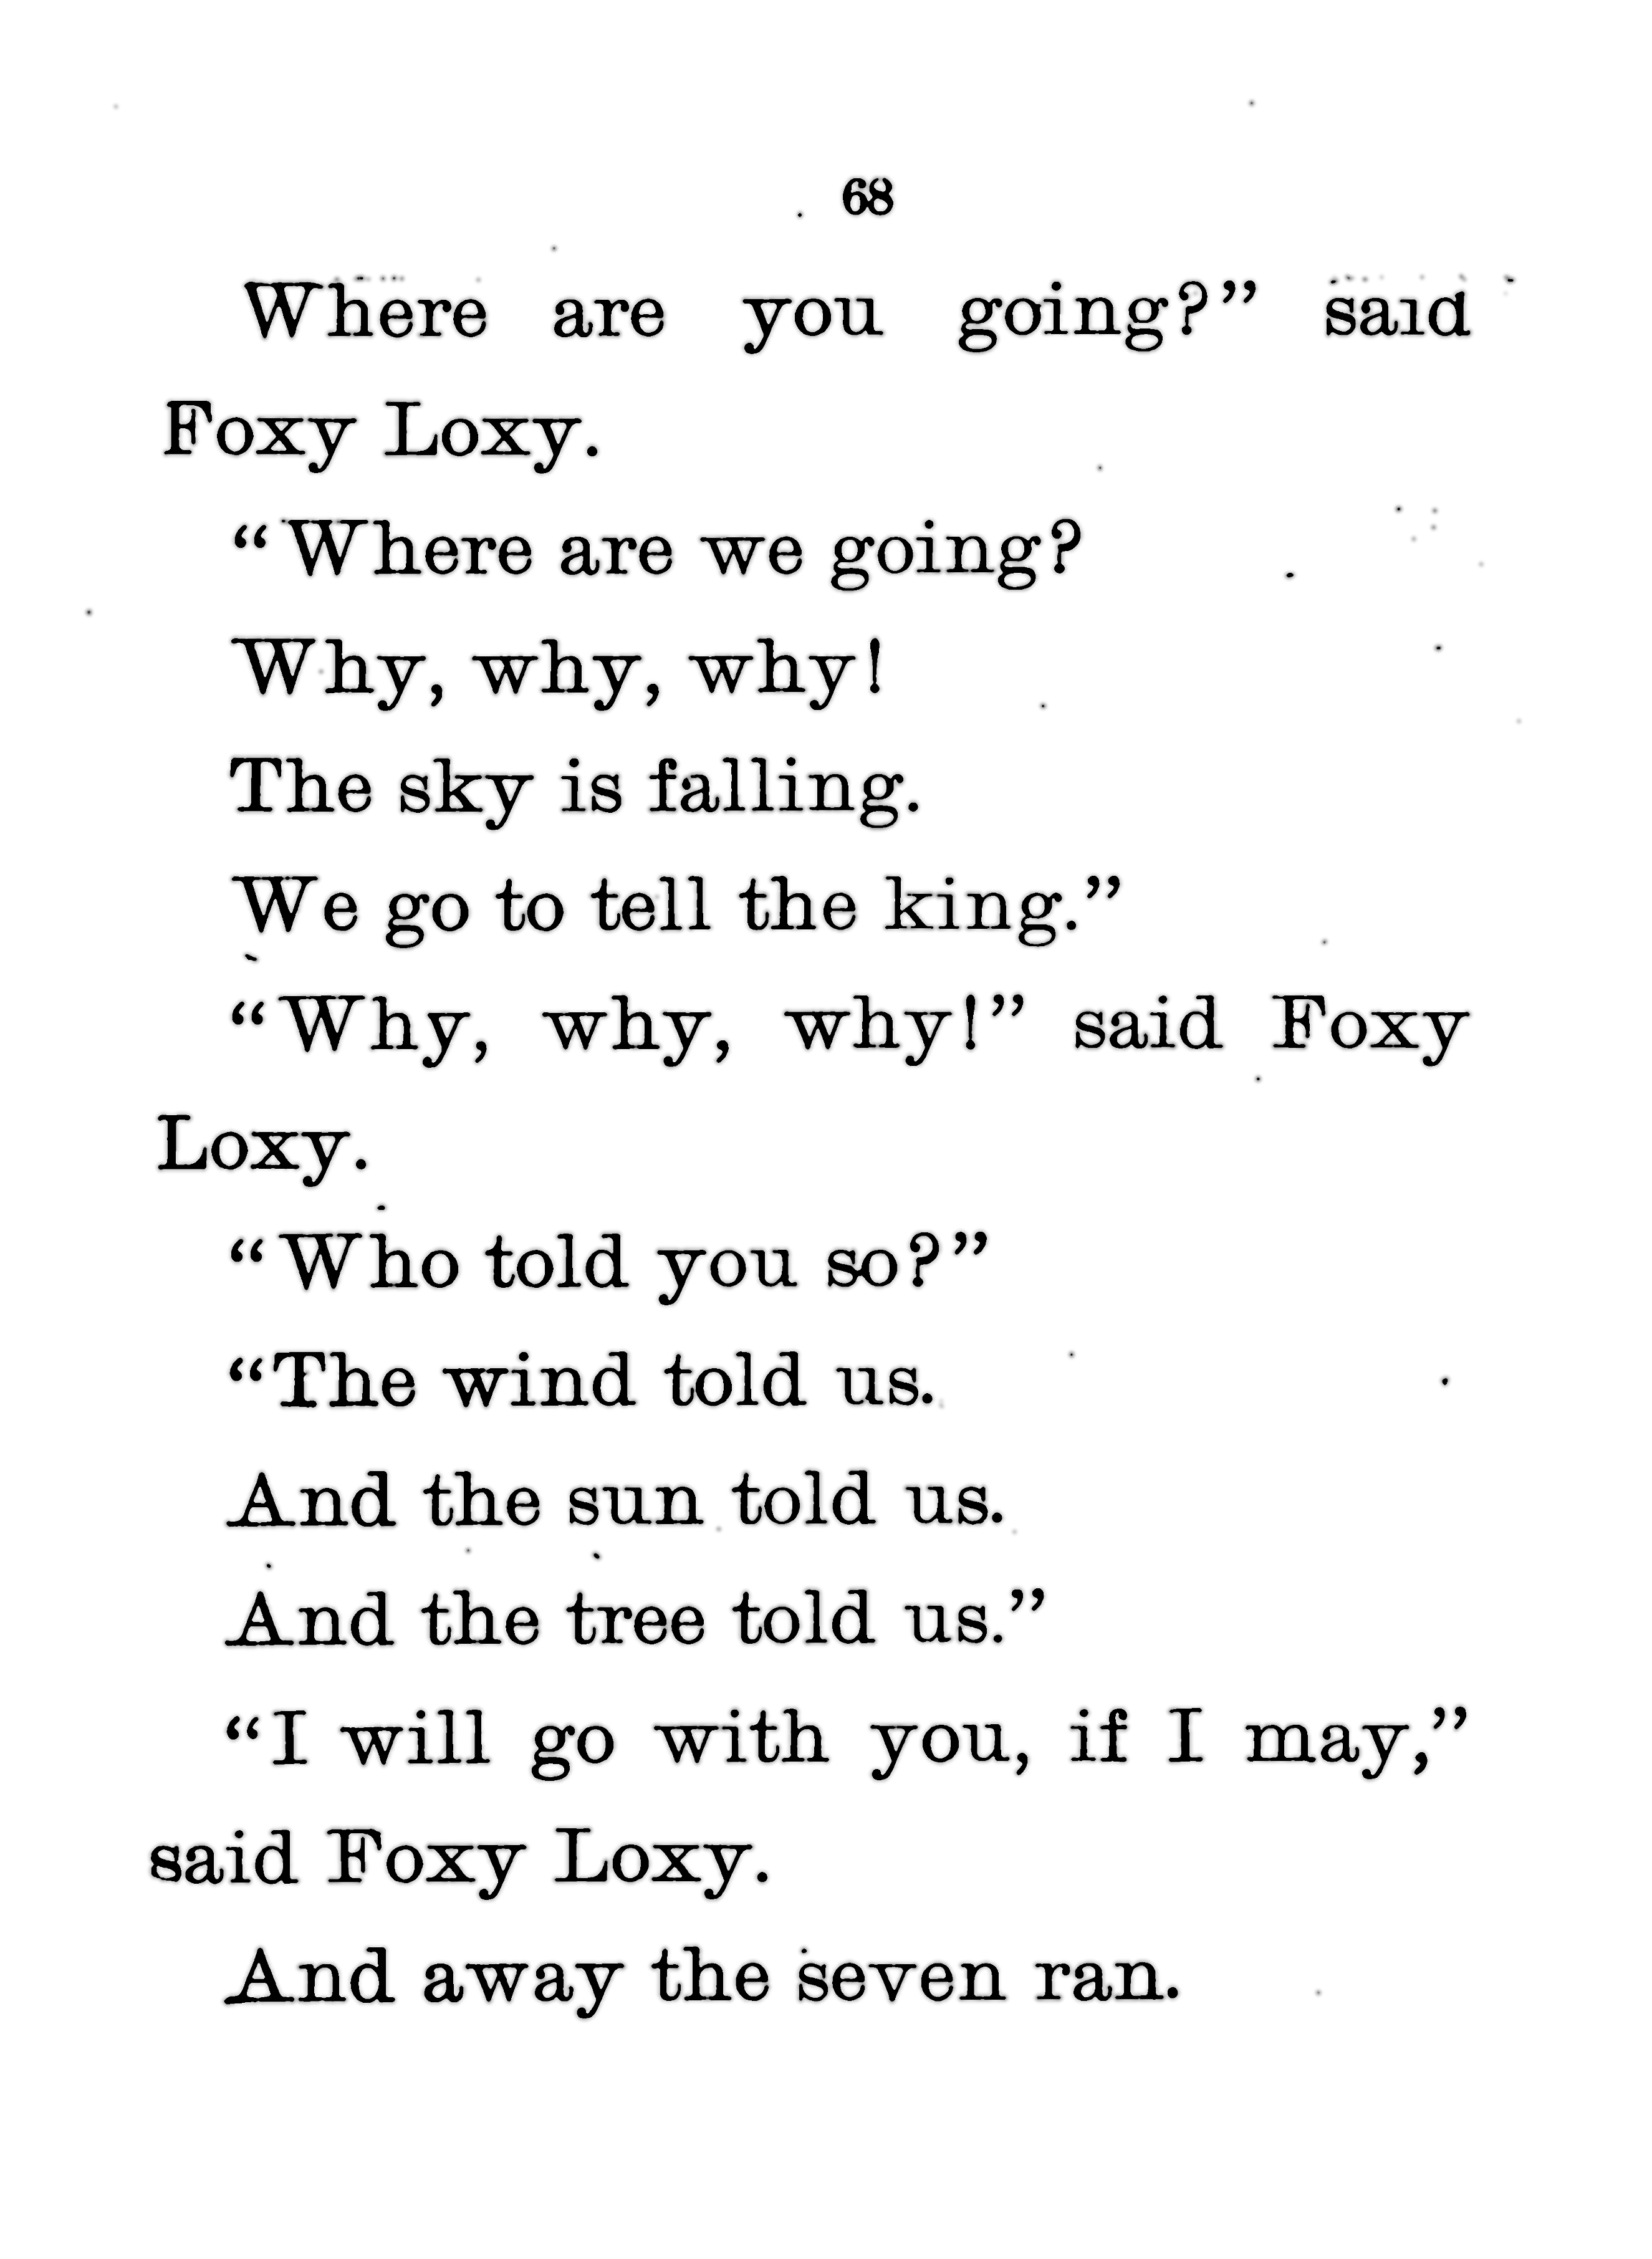 68
Where are you going?” said
Foxy Loxy.
“Where are we going?
Why, why, why!
The sky is falling.
We go to tell the king.”
“Why, why, why!” said Foxy
Loxy.
“Who told you so?”
“The wind told us.
And the sun told us.
And the tree told us.”
“I will go with you, if I may,”
said Foxy Loxy.
And away the seven ran.